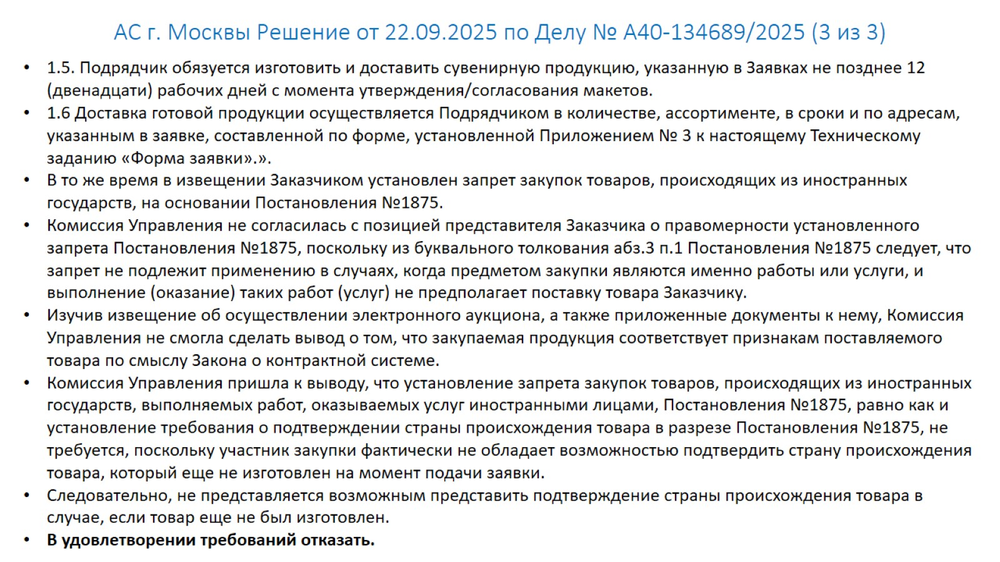 АС г. Москвы Решение от 22.09.2025 по Делу № А40-134689/2025 (3 из 3)
• 1.5. Подрядчик обязуется изготовить и доставить сувенирную продукцию, указанную в Заявках не позднее 12
(двенадцати) рабочих дней с момента утверждения/согласования макетов.
• 1.6 Доставка готовой продукции осуществляется Подрядчиком в количестве, ассортименте, в сроки и по адресам,
указанным в заявке, составленной по форме, установленной Приложением № 3 к настоящему Техническому
заданию «Форма заявки».».
• В то же время в извещении Заказчиком установлен запрет закупок товаров, происходящих из иностранных
государств, на основании Постановления №1875.
• Комиссия Управления не согласилась с позицией представителя Заказчика о правомерности установленного
запрета Постановления №1875, поскольку из буквального толкования абз.3 п.1 Постановления №1875 следует, что
запрет не подлежит применению в случаях, когда предметом закупки являются именно работы или услуги, и
выполнение (оказание) таких работ (услуг) не предполагает поставку товара Заказчику.
• Изучив извещение об осуществлении электронного аукциона, а также приложенные документы к нему, Комиссия
Управления не смогла сделать вывод о том, что закупаемая продукция соответствует признакам поставляемого
товара по смыслу Закона о контрактной системе.
• Комиссия Управления пришла к выводу, что установление запрета закупок товаров, происходящих из иностранных
государств, выполняемых работ, оказываемых услуг иностранными лицами, Постановления №1875, равно как и
установление требования о подтверждении страны происхождения товара в разрезе Постановления №1875, не
требуется, поскольку участник закупки фактически не обладает возможностью подтвердить страну происхождения
товара, который еще не изготовлен на момент подачи заявки.
• Следовательно, не представляется возможным представить подтверждение страны происхождения товара в
случае, если товар еще не был изготовлен.
• В удовлетворении требований отказать.